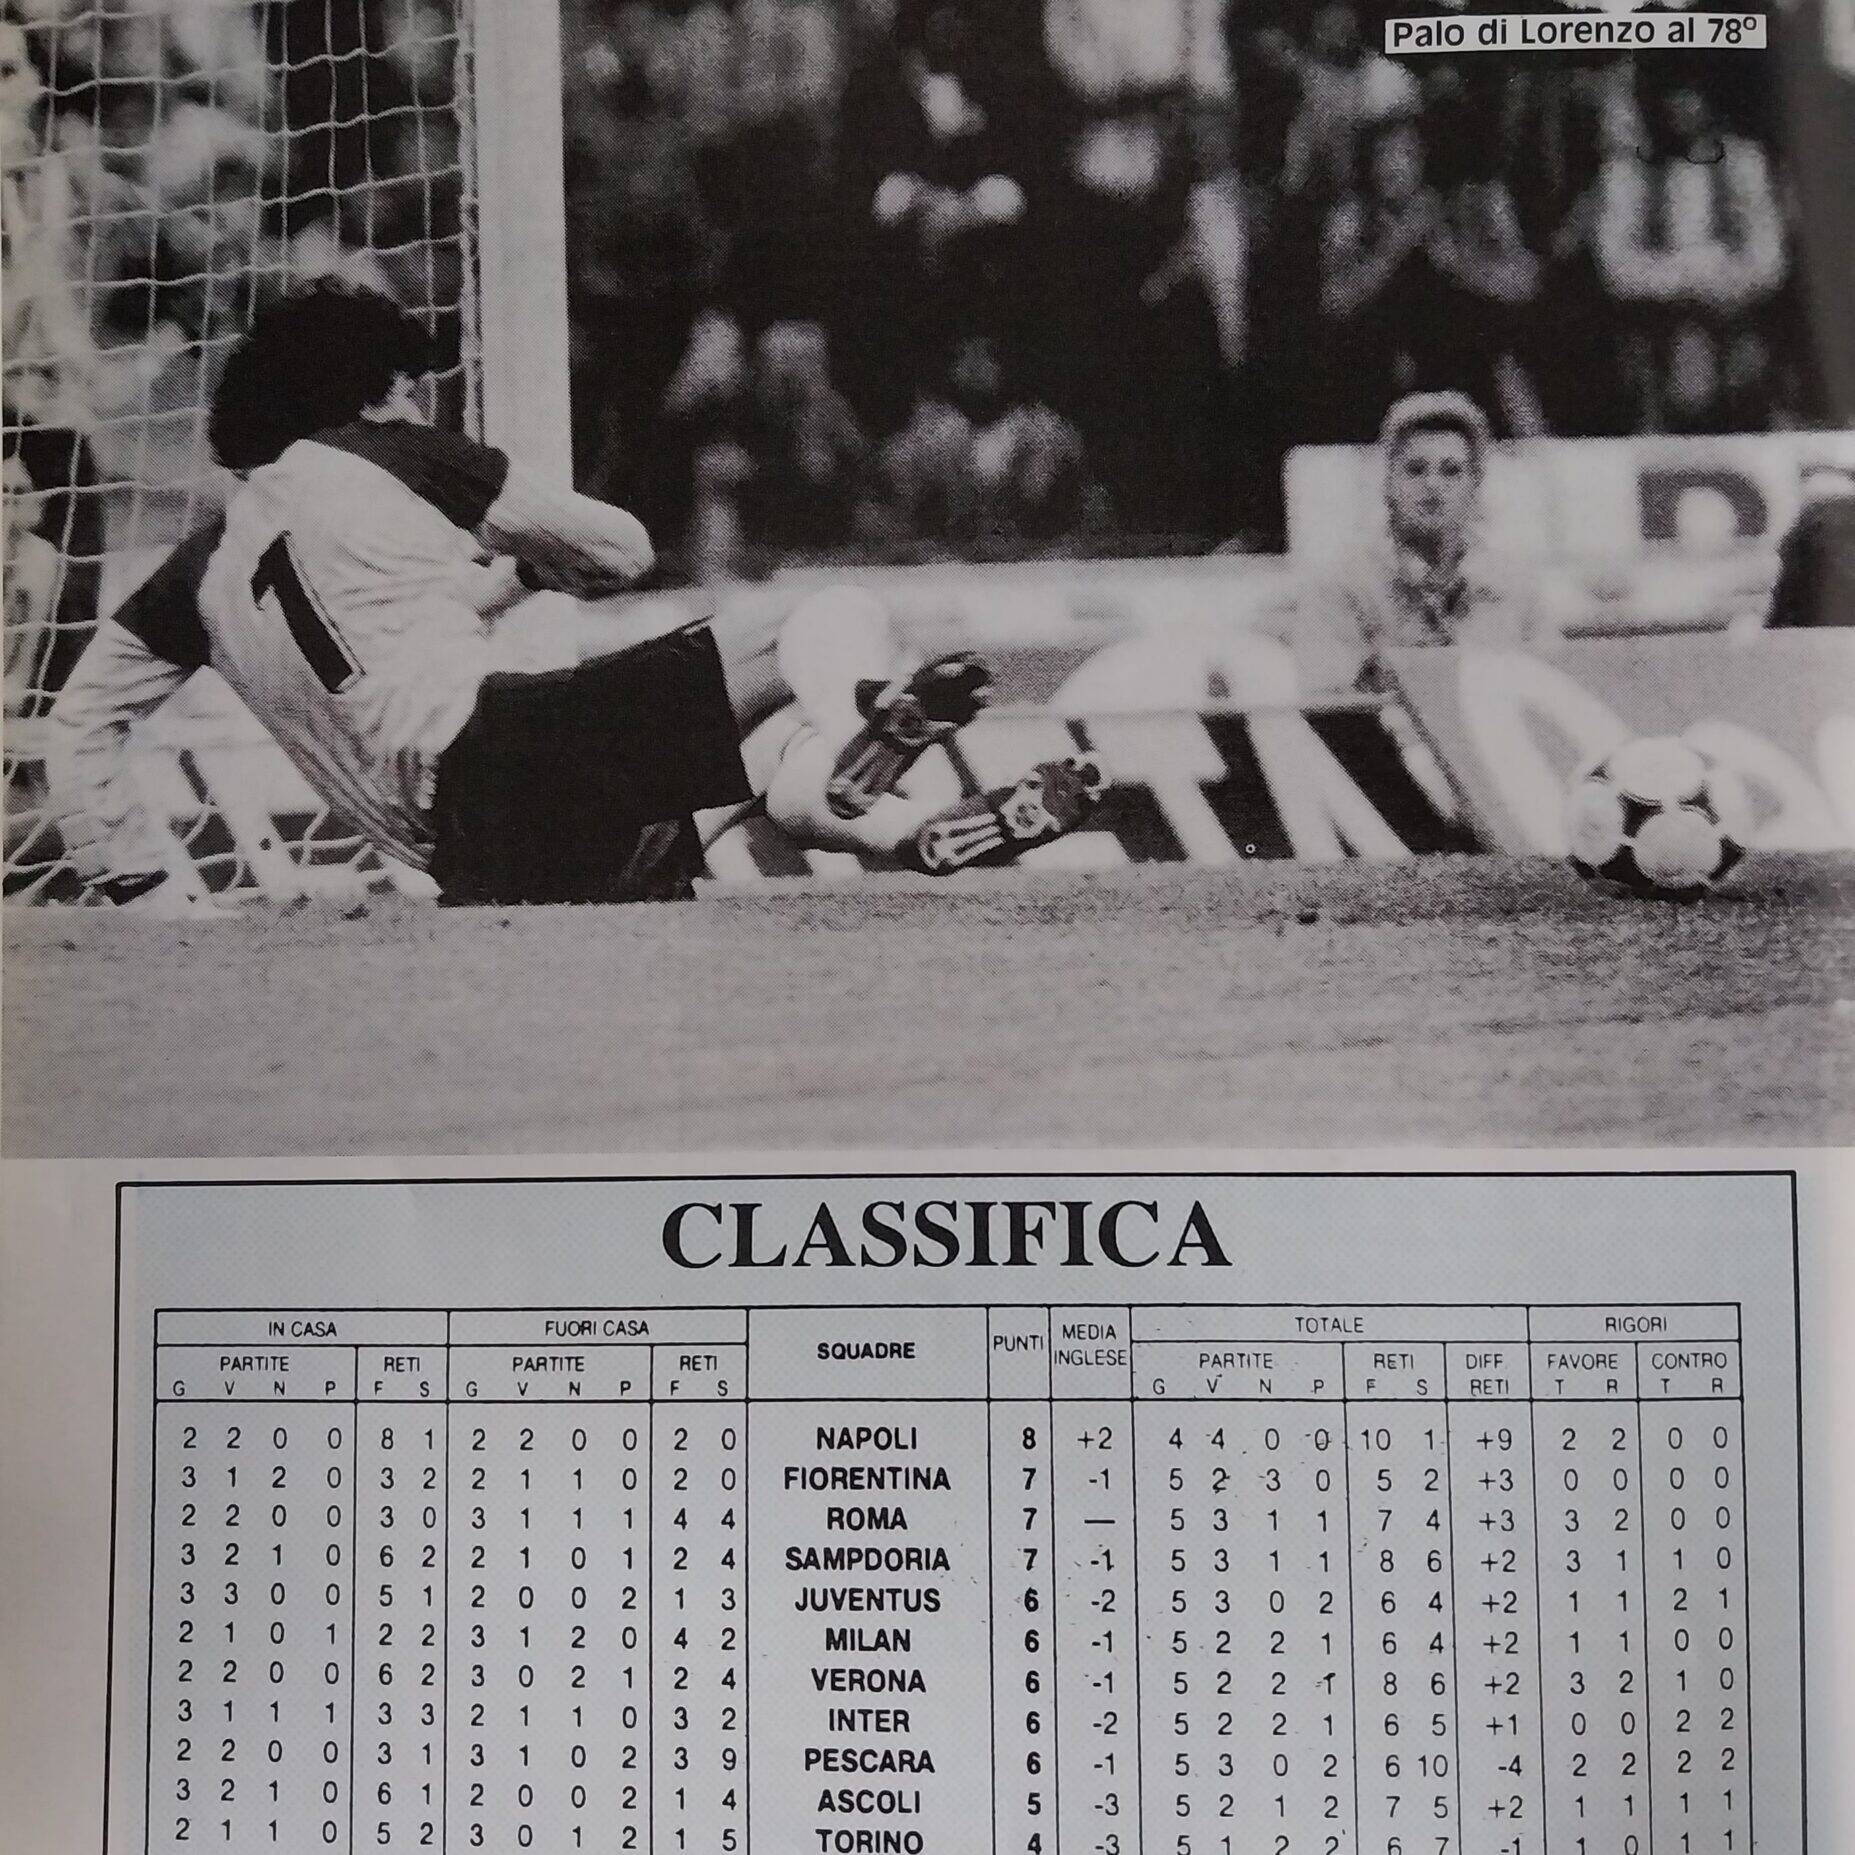 Palo di Lorenzo al 78º
1
CLASSIFICA
IN CASA FUORI CASA SQUADRE PUNTI MEDIA INGLESE TOTALE RIGORI
PARTITE RETI PARTITE RETI PARTITE RETI DIFF. RETI FAVORE CONTRO
G V N P F S G V N P F S G V N P F S T R T R
2 2 0 0 8 1 2 2 0 0 2 0 NAPOLI 8 +2 4 4 0 0 10 1 +9 2 2 0 0
3 1 2 0 3 2 2 1 1 0 2 0 FIORENTINA 7 -1 5 2 3 0 5 2 +3 0 0 0 0
2 2 0 0 3 0 3 1 1 1 4 4 ROMA 7 — 5 3 1 1 7 4 +3 3 2 0 0
3 2 1 0 6 2 2 1 0 1 2 4 SAMPDORIA 7 -1 5 3 1 1 8 6 +2 3 1 1 0
3 3 0 0 5 1 2 0 0 2 1 3 JUVENTUS 6 -2 5 3 0 2 6 4 +2 1 1 2 1
2 1 0 1 2 2 3 1 2 0 4 2 MILAN 6 -1 5 2 2 1 6 4 +2 1 1 0 0
2 2 0 0 6 2 3 0 2 1 2 4 VERONA 6 -1 5 2 2 1 8 6 +2 3 2 1 0
3 1 1 1 3 3 2 1 1 0 3 2 INTER 6 -2 5 2 2 1 6 5 +1 0 0 2 2
2 2 0 0 3 1 3 1 0 2 3 9 PESCARA 6 -1 5 3 0 2 6 10 -4 2 2 2 2
3 2 1 0 6 1 2 0 0 2 1 4 ASCOLI 5 -3 5 2 1 2 7 5 +2 1 1 1 1
2 1 1 0 5 2 3 0 1 2 1 5 TORINO 4 -3 5 1 2 2 6 7 -1 1 0 1 1